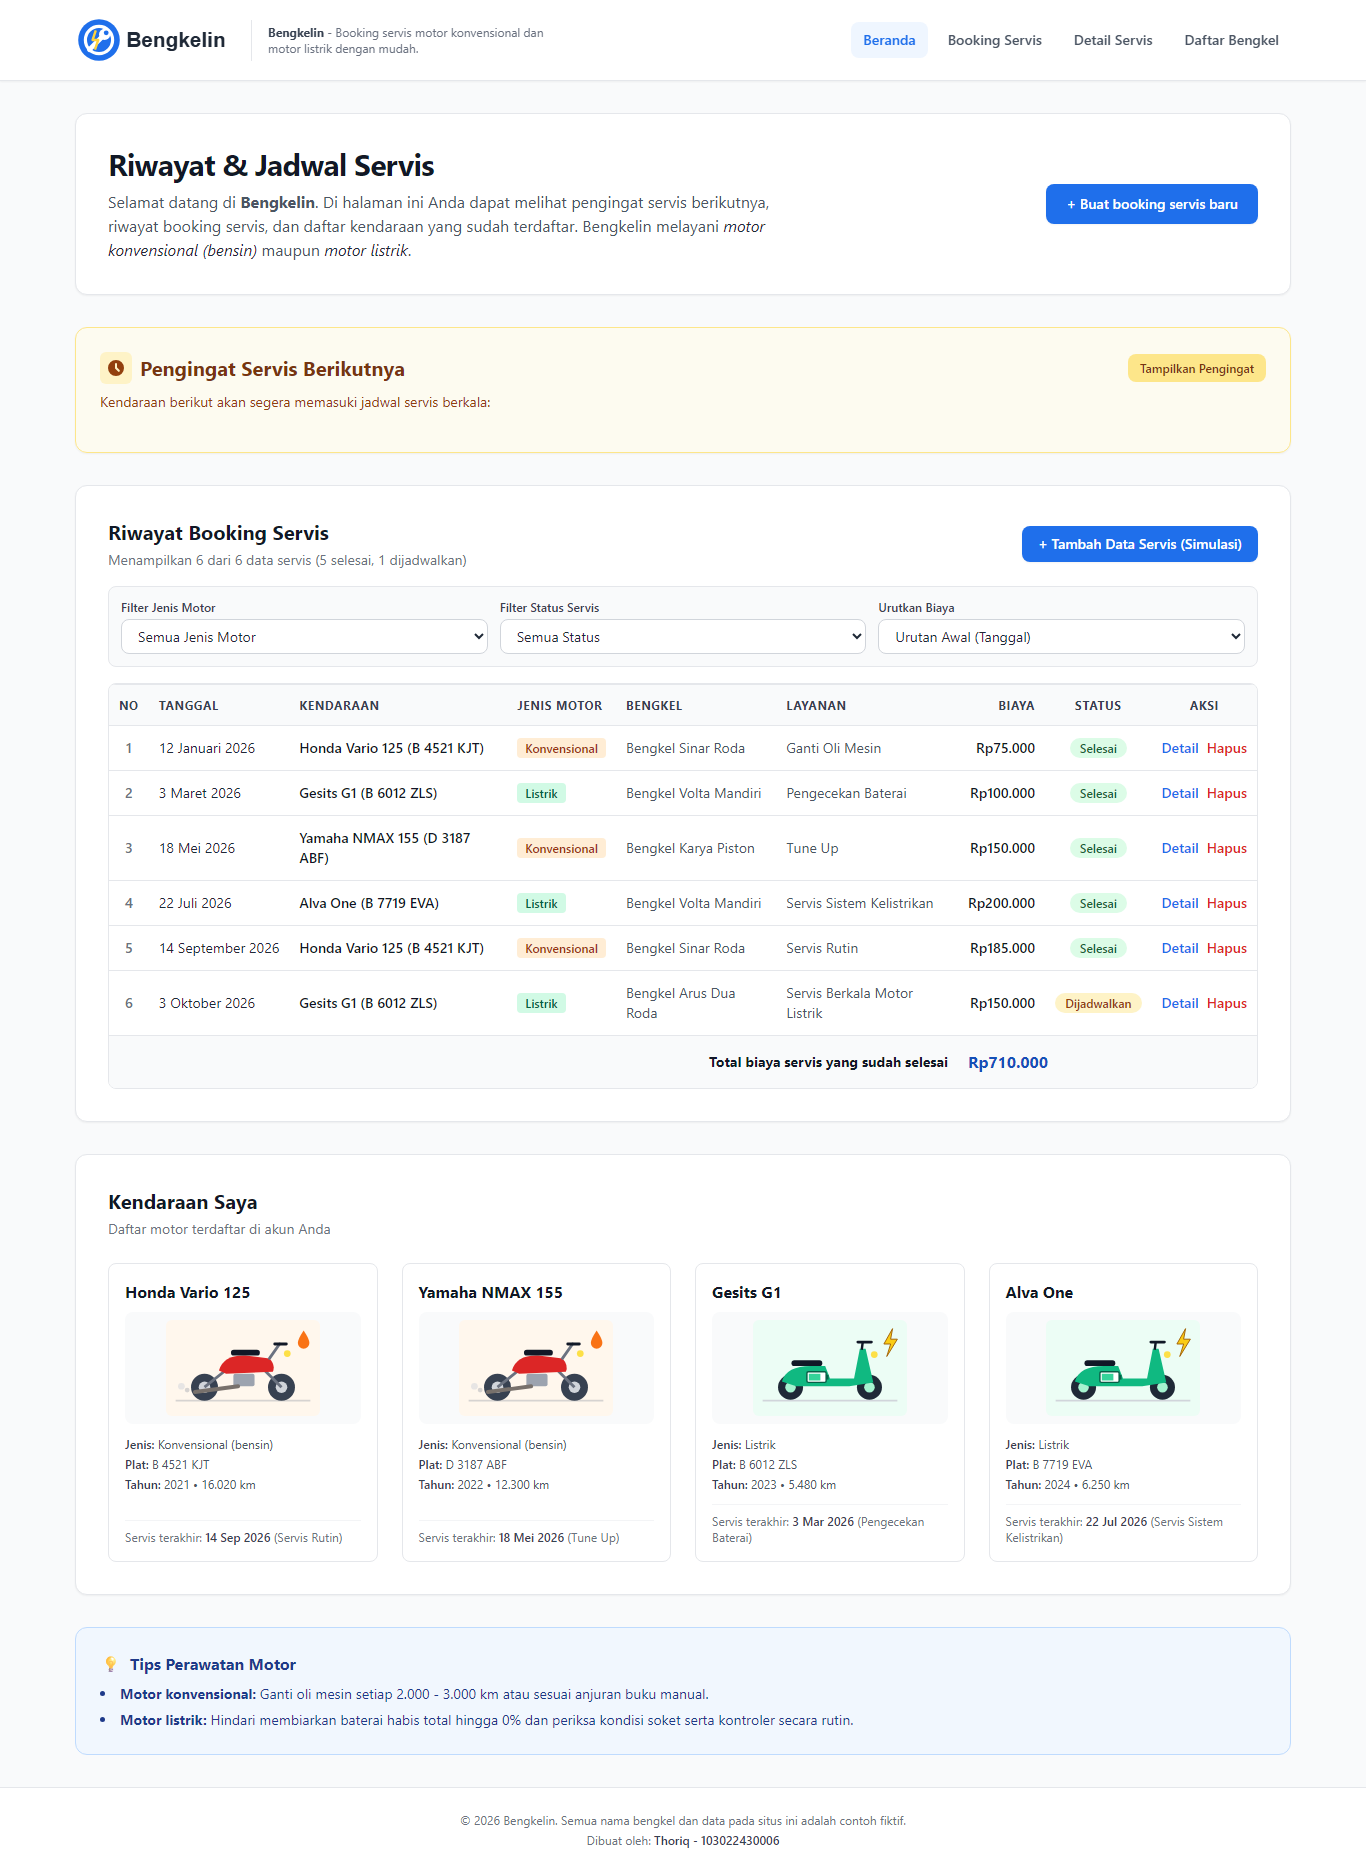 Bengkelin
Bengkelin - Booking servis motor konvensional dan
motor listrik dengan mudah.
Beranda
Booking Servis
Detail Servis
Daftar Bengkel
Riwayat & Jadwal Servis
Selamat datang di Bengkelin. Di halaman ini Anda dapat melihat pengingat servis berikutnya,
riwayat booking servis, dan daftar kendaraan yang sudah terdaftar. Bengkelin melayani motor
konvensional (bensin) maupun motor listrik.
+ Buat booking servis baru
Pengingat Servis Berikutnya
Tampilkan Pengingat
Kendaraan berikut akan segera memasuki jadwal servis berkala:
Riwayat Booking Servis
Menampilkan 6 dari 6 data servis (5 selesai, 1 dijadwalkan)
+ Tambah Data Servis (Simulasi)
Filter Jenis Motor
Semua Jenis Motor
Filter Status Servis
Semua Status
Urutkan Biaya
Urutan Awal (Tanggal)
NO TANGGAL KENDARAAN JENIS MOTOR BENGKEL LAYANAN BIAYA STATUS AKSI
1 12 Januari 2026 Honda Vario 125 (B 4521 KJT) Konvensional Bengkel Sinar Roda Ganti Oli Mesin Rp75.000 Selesai Detail Hapus
2 3 Maret 2026 Gesits G1 (B 6012 ZLS) Listrik Bengkel Volta Mandiri Pengecekan Baterai Rp100.000 Selesai Detail Hapus
3 18 Mei 2026 Yamaha NMAX 155 (D 3187
ABF) Konvensional Bengkel Karya Piston Tune Up Rp150.000 Selesai Detail Hapus
4 22 Juli 2026 Alva One (B 7719 EVA) Listrik Bengkel Volta Mandiri Servis Sistem Kelistrikan Rp200.000 Selesai Detail Hapus
5 14 September 2026 Honda Vario 125 (B 4521 KJT) Konvensional Bengkel Sinar Roda Servis Rutin Rp185.000 Selesai Detail Hapus
6 3 Oktober 2026 Gesits G1 (B 6012 ZLS) Listrik Bengkel Arus Dua
Roda Servis Berkala Motor
Listrik Rp150.000 Dijadwalkan Detail Hapus
Total biaya servis yang sudah selesai Rp710.000
Kendaraan Saya
Daftar motor terdaftar di akun Anda
Honda Vario 125
Jenis: Konvensional (bensin)
Plat: B 4521 KJT
Tahun: 2021 • 16.020 km
Servis terakhir: 14 Sep 2026 (Servis Rutin)
Yamaha NMAX 155
Jenis: Konvensional (bensin)
Plat: D 3187 ABF
Tahun: 2022 • 12.300 km
Servis terakhir: 18 Mei 2026 (Tune Up)
Gesits G1
Jenis: Listrik
Plat: B 6012 ZLS
Tahun: 2023 • 5.480 km
Servis terakhir: 3 Mar 2026 (Pengecekan
Baterai)
Alva One
Jenis: Listrik
Plat: B 7719 EVA
Tahun: 2024 • 6.250 km
Servis terakhir: 22 Jul 2026 (Servis Sistem
Kelistrikan)
Tips Perawatan Motor
• Motor konvensional: Ganti oli mesin setiap 2.000 - 3.000 km atau sesuai anjuran buku manual.
• Motor listrik: Hindari membiarkan baterai habis total hingga 0% dan periksa kondisi soket serta kontroler secara rutin.
© 2026 Bengkelin. Semua nama bengkel dan data pada situs ini adalah contoh fiktif.
Dibuat oleh: Thoriq - 103022430006